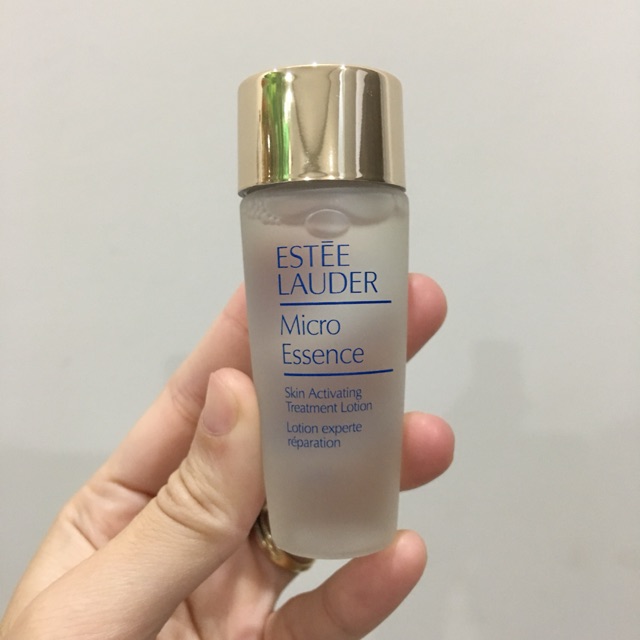 ESTĒE
LAUDER
Micro
Essence
Skin Activating
Treatment Lotion
Lotion experte
réparation